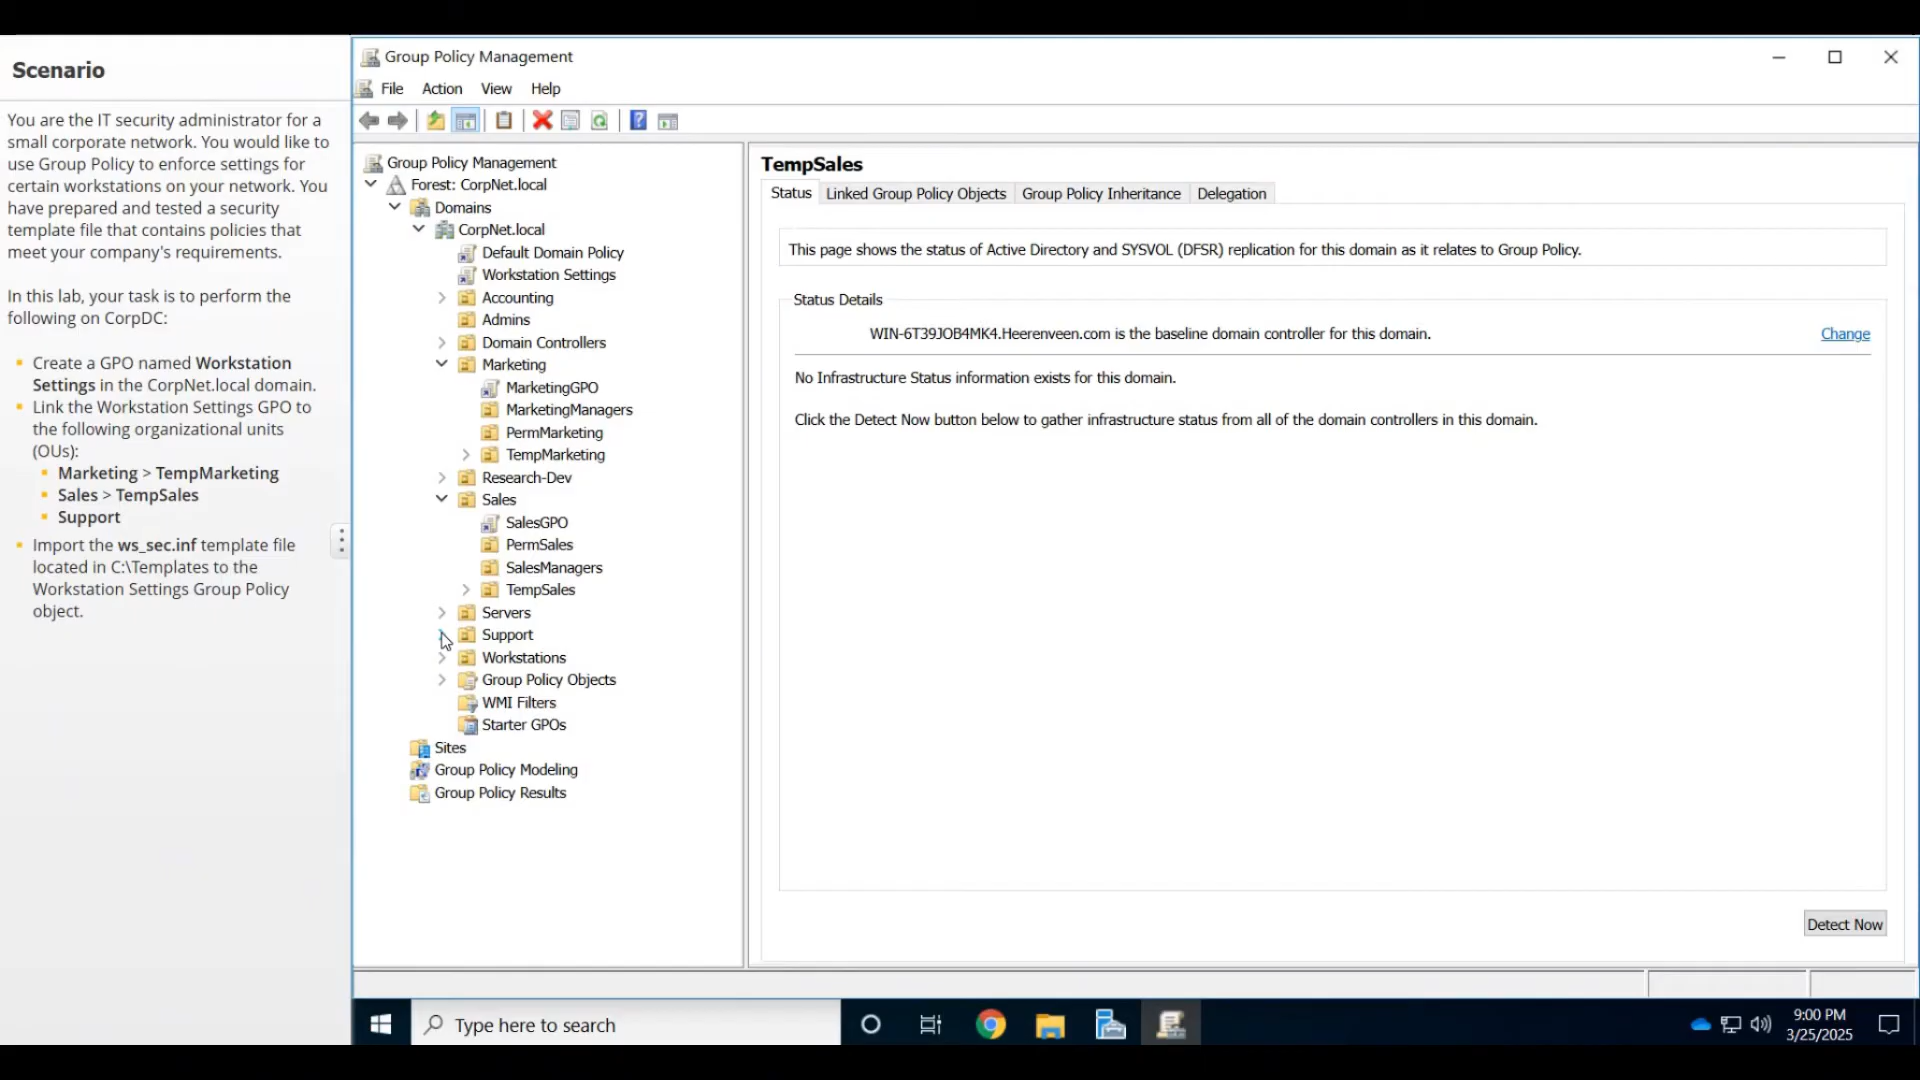 Scenario
You are the IT security administrator for a
small corporate network. You would like to
use Group Policy to enforce settings for
certain workstations on your network. You
have prepared and tested a security
template file that contains policies that
meet your company's requirements.
In this lab, your task is to perform the
following on CorpDC:
Create a GPO named Workstation
Settings in the CorpNet.local domain.
Link the Workstation Settings GPO to
the following organizational units
(OUs):
Marketing > TempMarketing
Sales > TempSales
Support
Import the ws_sec.inf template file
located in C:\Templates to the
Workstation Settings Group Policy
object.
Group Policy Management
File Action View Help
Group Policy Management
Forest: CorpNet.local
Domains
CorpNet.local
Default Domain Policy
Workstation Settings
Accounting
Admins
Domain Controllers
Marketing
MarketingGPO
MarketingManagers
PermMarketing
TempMarketing
Research-Dev
Sales
SalesGPO
PermSales
SalesManagers
TempSales
Servers
Support
Workstations
Group Policy Objects
WMI Filters
Starter GPOs
Sites
Group Policy Modeling
Group Policy Results
TempSales
Status Linked Group Policy Objects Group Policy Inheritance Delegation
This page shows the status of Active Directory and SYSVOL (DFSR) replication for this domain as it relates to Group Policy.
Status Details
WIN-6T39JOB4MK4.Heerenveen.com is the baseline domain controller for this domain. Change
No Infrastructure Status information exists for this domain.
Click the Detect Now button below to gather infrastructure status from all of the domain controllers in this domain.
Detect Now
Type here to search
9:00 PM
3/25/2025